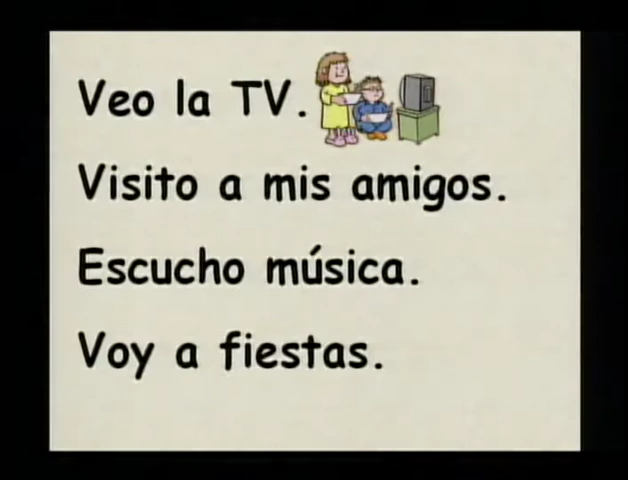 Veo la TV.
Visito a mis amigos.
Escucho música.
Voy a fiestas.